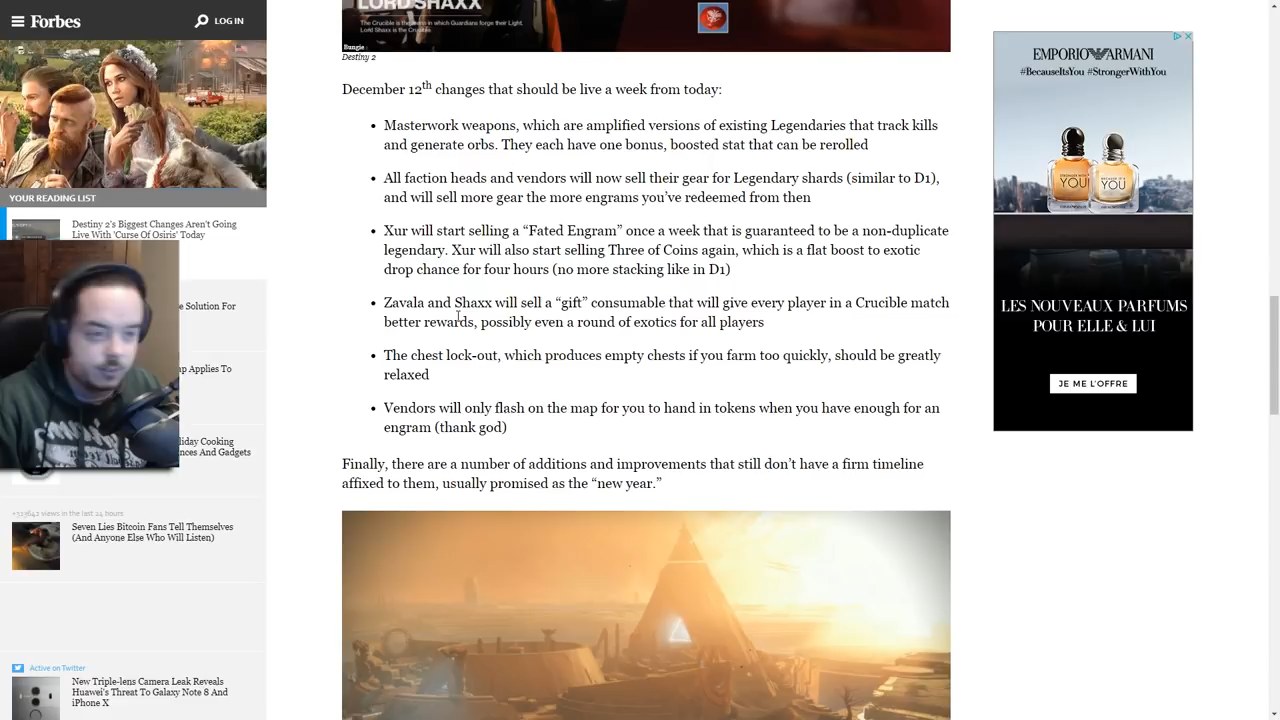 Forbes
LOG IN
YOUR READING LIST
Destiny 2's Biggest Changes Aren't Going
Live With 'Curse Of Osiris' Today
Solution For
Applies To
Cooking
And Gadgets
views in the last 24 hours
Seven Lies Bitcoin Fans Tell Themselves
(And Anyone Else Who Will Listen)
Active on Twitter
New Triple-lens Camera Leak Reveals
Huawei's Threat To Galaxy Note 8 And
iPhone X
LORD SHAXX
The Crucible is the arena in which Guardians forge their Light.
Lord Shaxx is the Crucible.
Bungie
Destiny 2
December 12th changes that should be live a week from today:
• Masterwork weapons, which are amplified versions of existing Legendaries that track kills
and generate orbs. They each have one bonus, boosted stat that can be rerolled
• All faction heads and vendors will now sell their gear for Legendary shards (similar to D1),
and will sell more gear the more engrams you've redeemed from then
• Xur will start selling a “Fated Engram” once a week that is guaranteed to be a non-duplicate
legendary. Xur will also start selling Three of Coins again, which is a flat boost to exotic
drop chance for four hours (no more stacking like in D1)
• Zavala and Shaxx will sell a “gift” consumable that will give every player in a Crucible match
better rewards, possibly even a round of exotics for all players
• The chest lock-out, which produces empty chests if you farm too quickly, should be greatly
relaxed
• Vendors will only flash on the map for you to hand in tokens when you have enough for an
engram (thank god)
Finally, there are a number of additions and improvements that still don't have a firm timeline
affixed to them, usually promised as the “new year.”
EMPORIO ARMANI
#BecauseItsYou #StrongerWithYou
YOU
YOU
LES NOUVEAUX PARFUMS
POUR ELLE & LUI
JE ME L'OFFRE